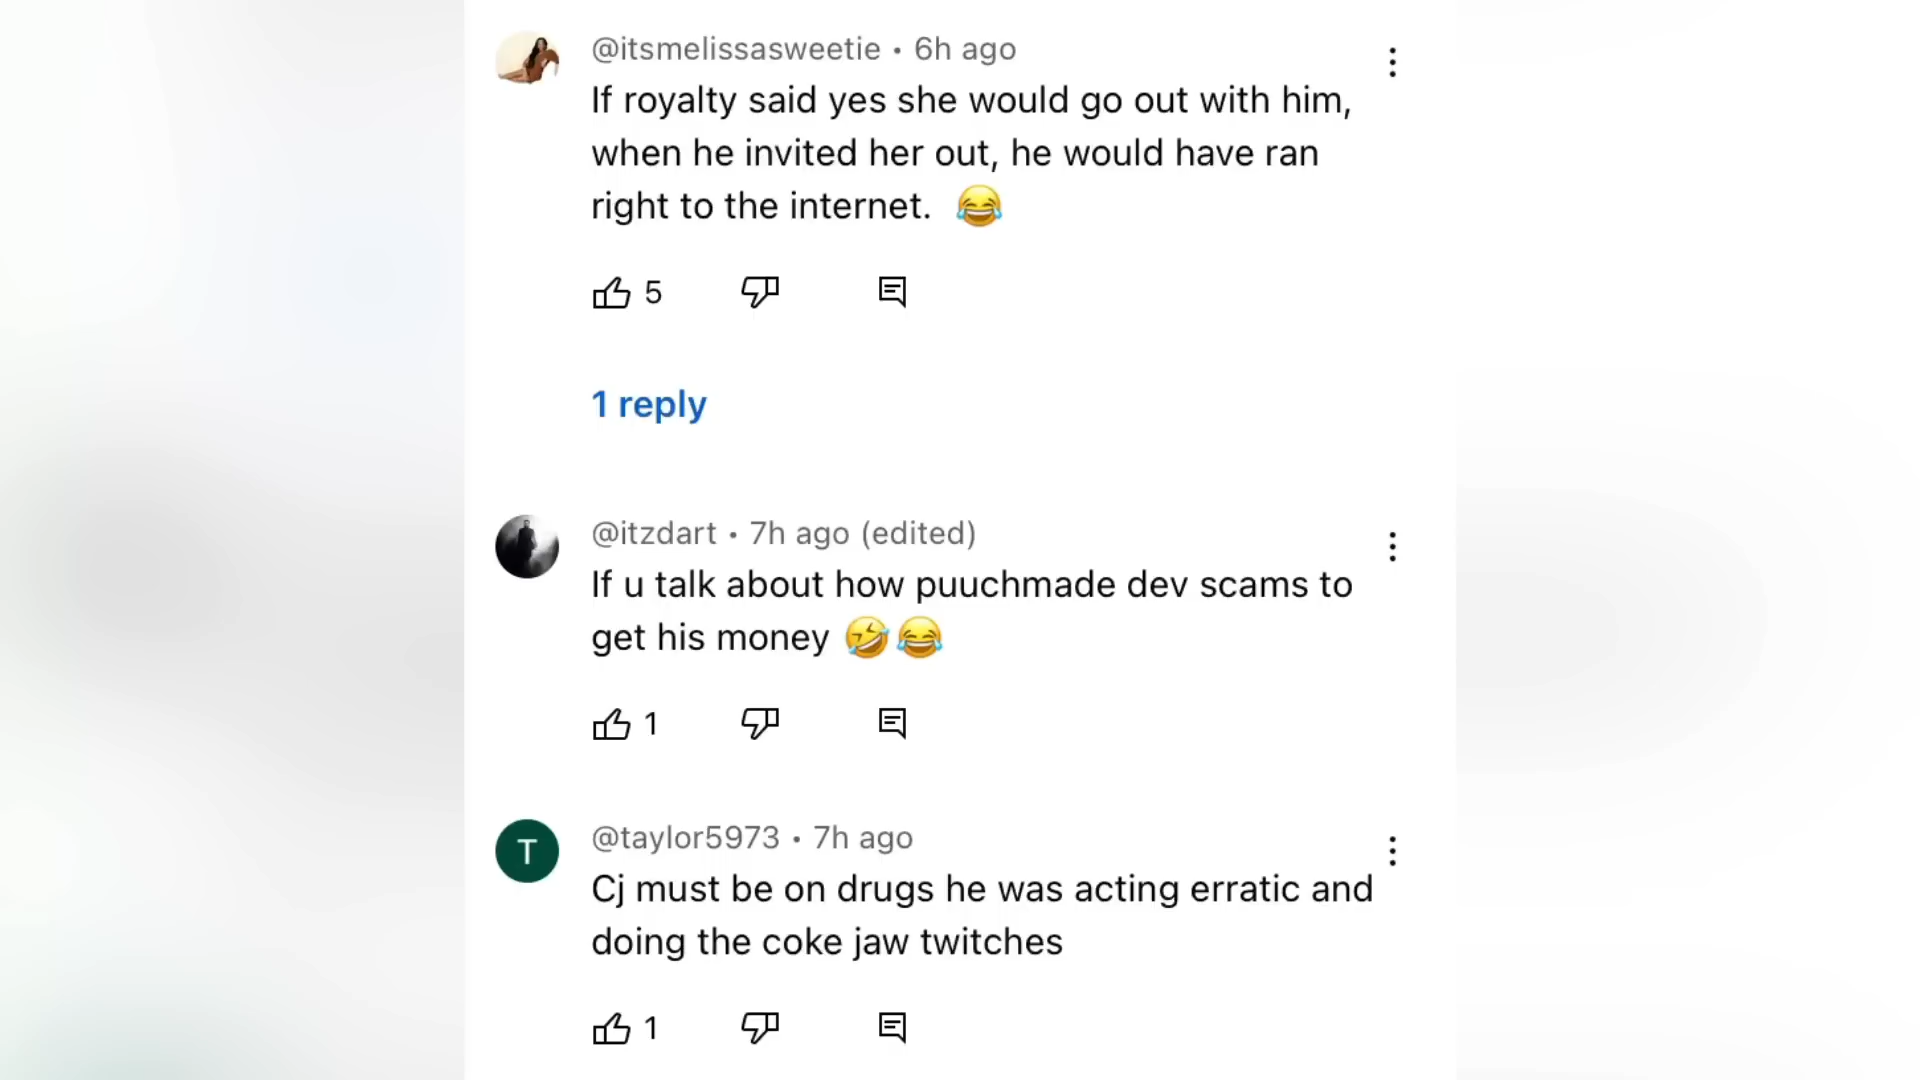 @itsmelissasweetie • 6h ago
If royalty said yes she would go out with him,
when he invited her out, he would have ran
right to the internet. 😂
5
1 reply
@itzdart • 7h ago (edited)
If u talk about how puuchmade dev scams to
get his money 🤣😂
1
T
@taylor5973 • 7h ago
Cj must be on drugs he was acting erratic and
doing the coke jaw twitches
1